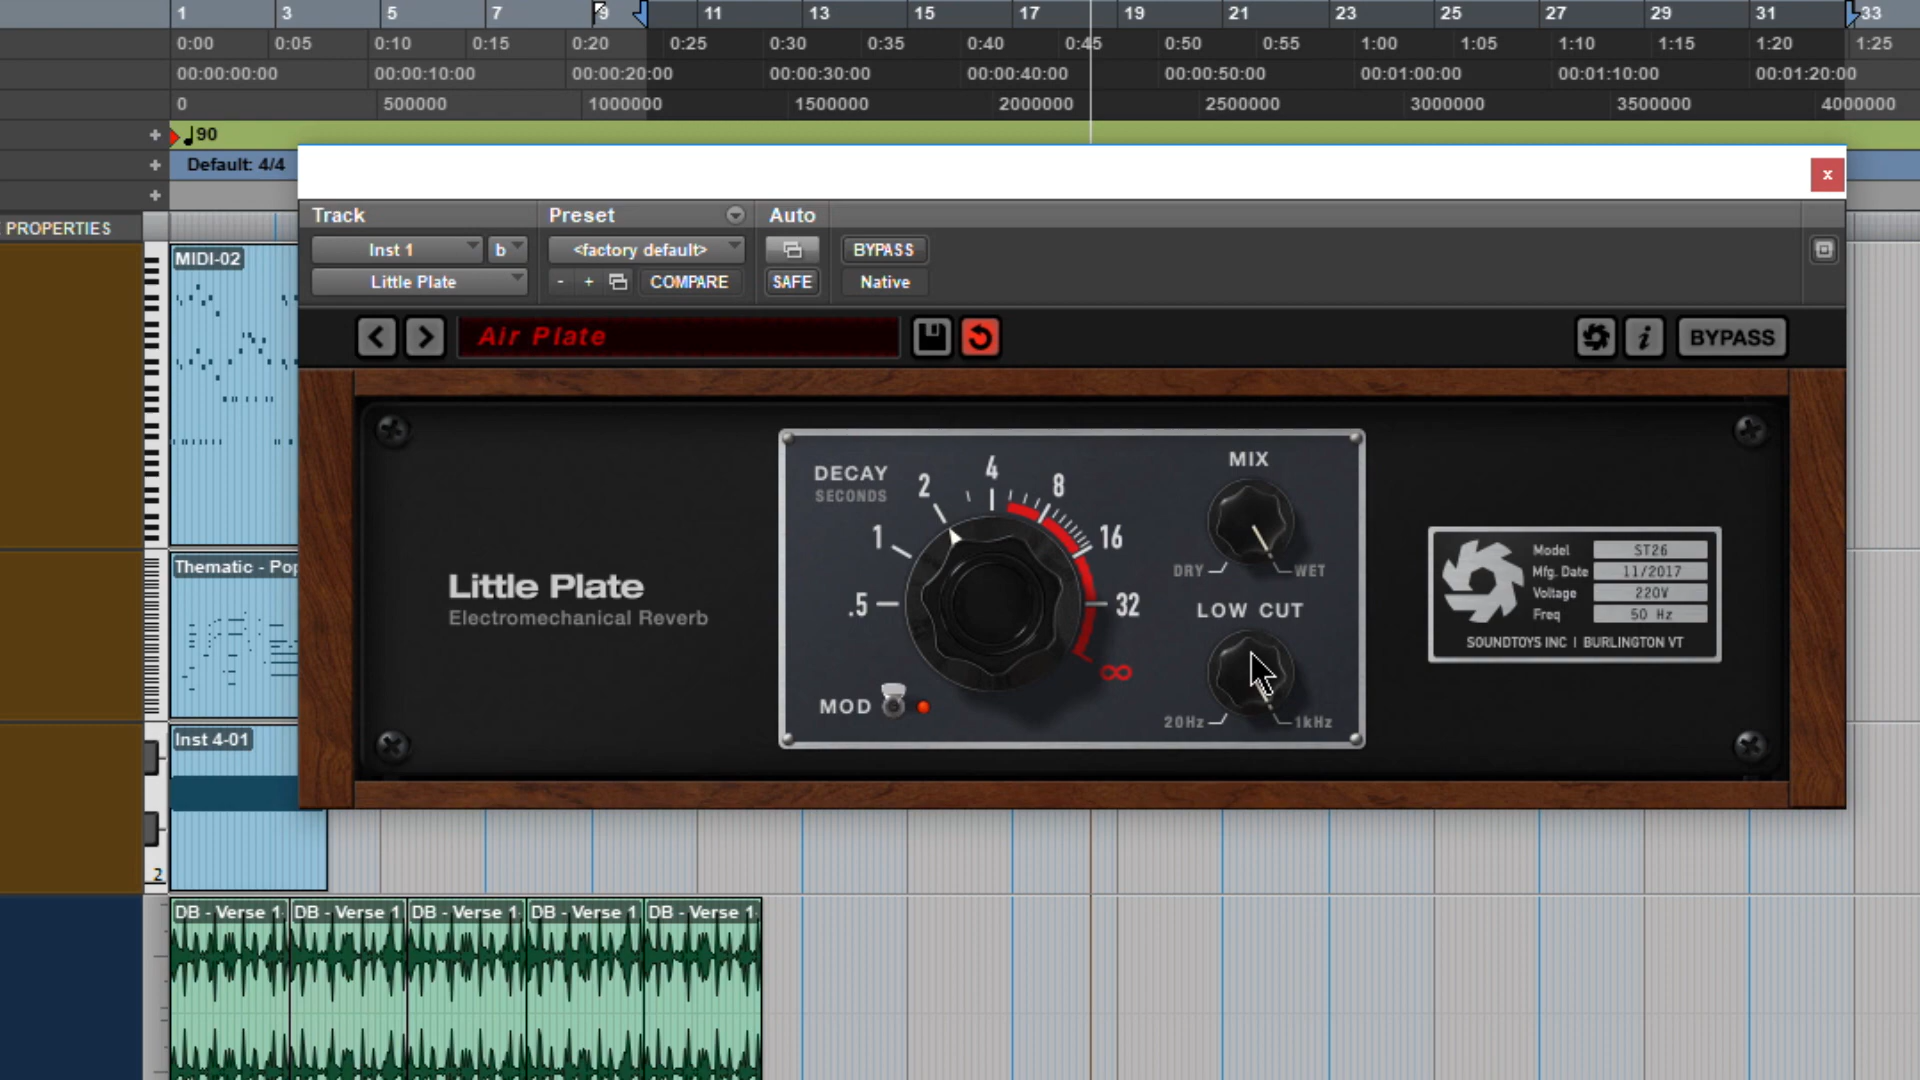 1 3 5 7 9 11 13 15 17 19 21 23 25 27 29 31 33
0:00 0:05 0:10 0:15 0:20 0:25 0:30 0:35 0:40 0:45 0:50 0:55 1:00 1:05 1:10 1:15 1:20 1:25
00:00:00:00 00:00:10:00 00:00:20:00 00:00:30:00 00:00:40:00 00:00:50:00 00:01:00:00 00:01:10:00 00:01:20:00
0 500000 1000000 1500000 2000000 2500000 3000000 3500000 4000000
+ ♩90
+ Default: 4/4
+
x
Track Preset Auto
PROPERTIES
Inst 1 b <factory default> BYPASS
Little Plate - + COMPARE SAFE Native
MIDI-02
Air Plate i BYPASS
DECAY
SECONDS
.5 1 2 4 8 16 32 ∞
MOD
MIX
DRY WET
LOW CUT
20Hz 1kHz
Little Plate
Electromechanical Reverb
Model ST26
Mfg. Date 11/2017
Voltage 220V
Freq 50 Hz
SOUNDTOYS INC | BURLINGTON VT
Thematic - Pop
Inst 4-01
2
DB - Verse 1 DB - Verse 1 DB - Verse 1 DB - Verse 1 DB - Verse 1